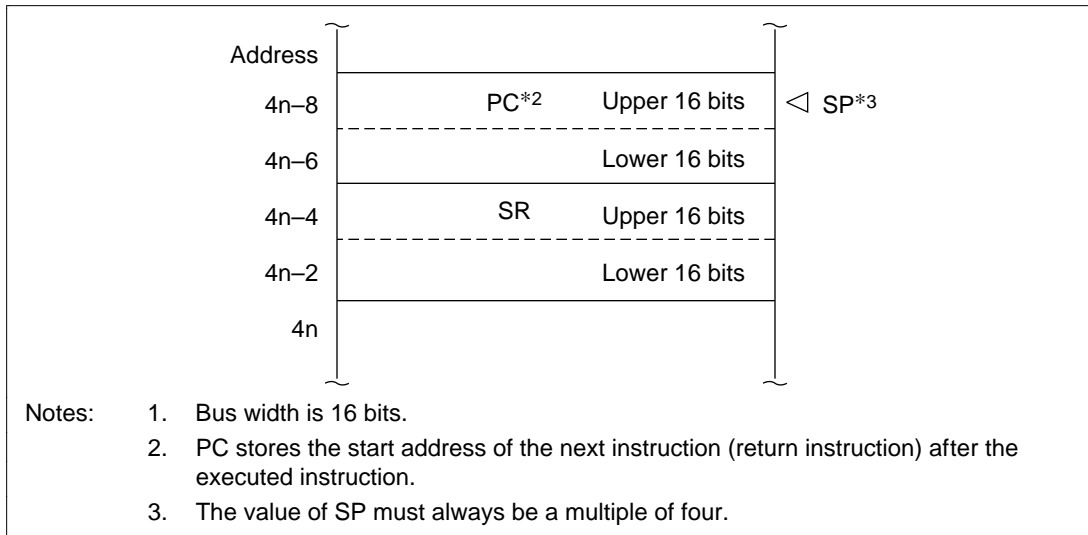 Address
4n–8 PC*2 Upper 16 bits SP*3
4n–6 Lower 16 bits
4n–4 SR Upper 16 bits
4n–2 Lower 16 bits
4n
Notes: 1. Bus width is 16 bits.
2. PC stores the start address of the next instruction (return instruction) after the
executed instruction.
3. The value of SP must always be a multiple of four.